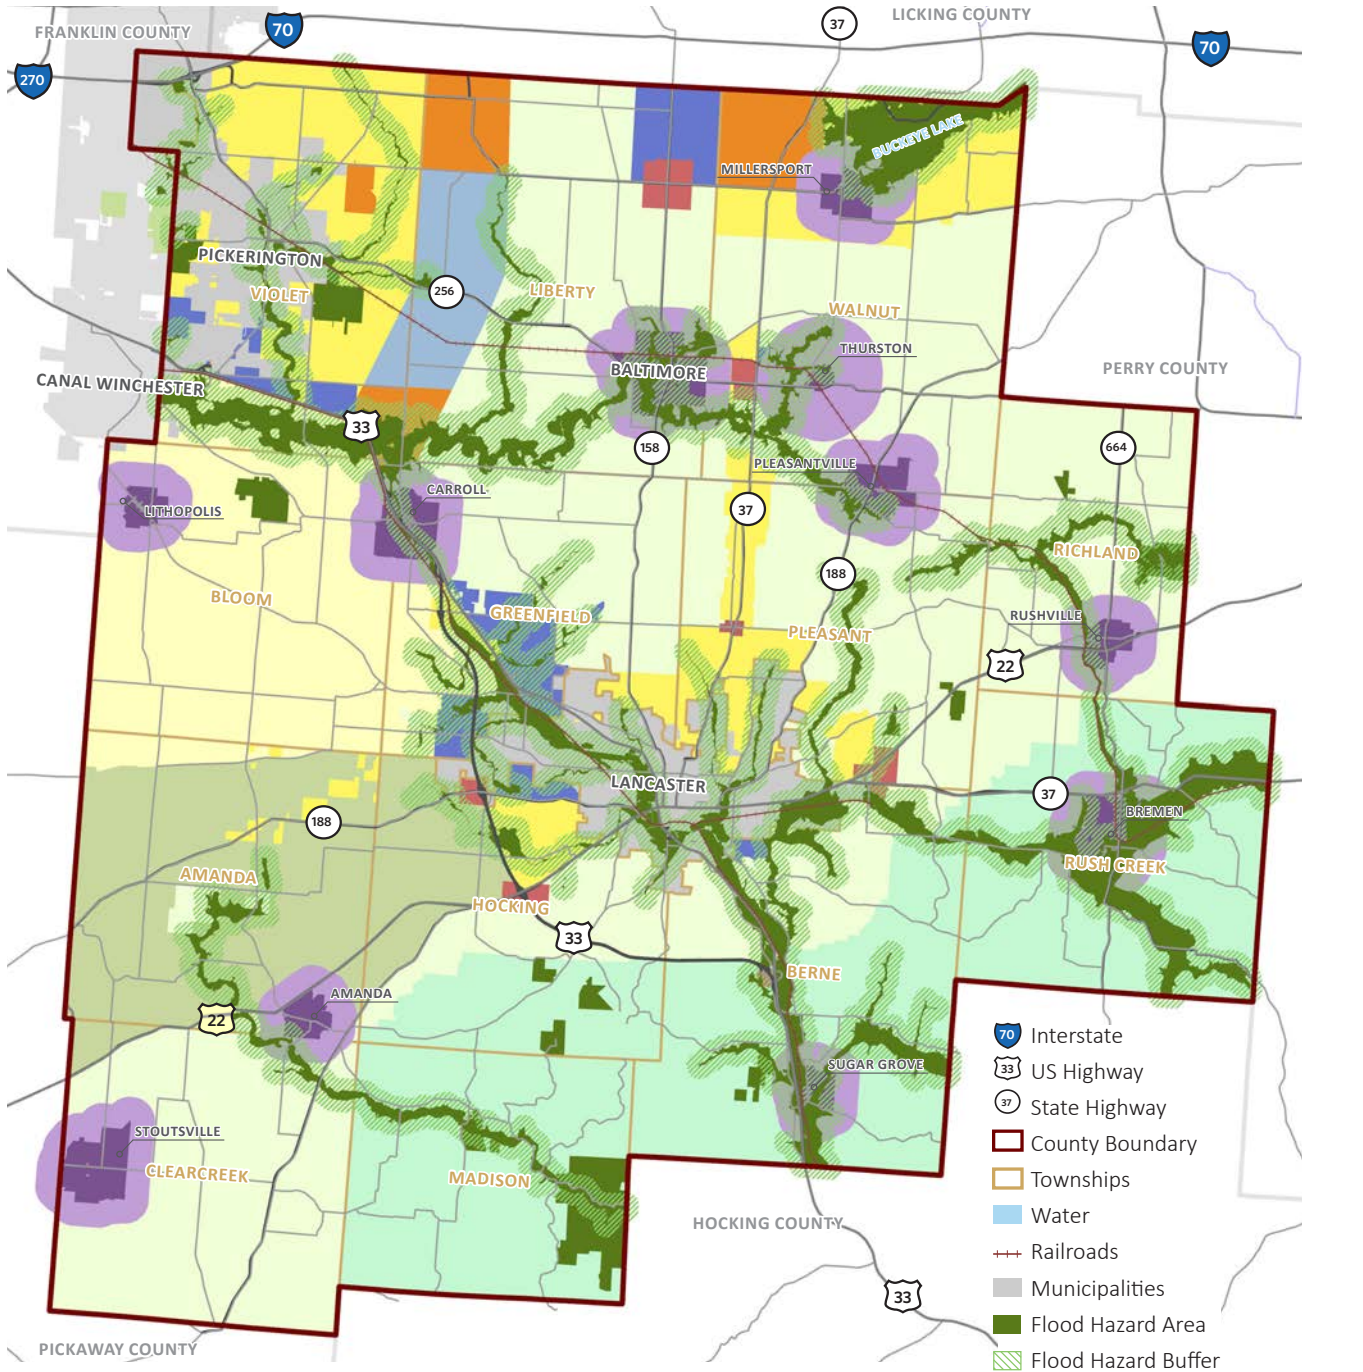 FRANKLIN COUNTY
70
37
LICKING COUNTY
70
270
BUCKEYE LAKE
MILLERSPORT
PICKERINGTON
VIOLET
256
LIBERTY
WALNUT
THURSTON
BALTIMORE
PERRY COUNTY
CANAL WINCHESTER
33
158
664
PLEASANTVILLE
CARROLL
LITHOPOLIS
37
RICHLAND
188
BLOOM
GREENFIELD
RUSHVILLE
PLEASANT
22
LANCASTER
37
BREMEN
188
RUSH CREEK
AMANDA
HOCKING
33
BERNE
AMANDA
22
SUGAR GROVE
STOUTSVILLE
CLEARCREEK
MADISON
HOCKING COUNTY
33
PICKAWAY COUNTY
70 Interstate
33 US Highway
37 State Highway
County Boundary
Townships
Water
Railroads
Municipalities
Flood Hazard Area
Flood Hazard Buffer